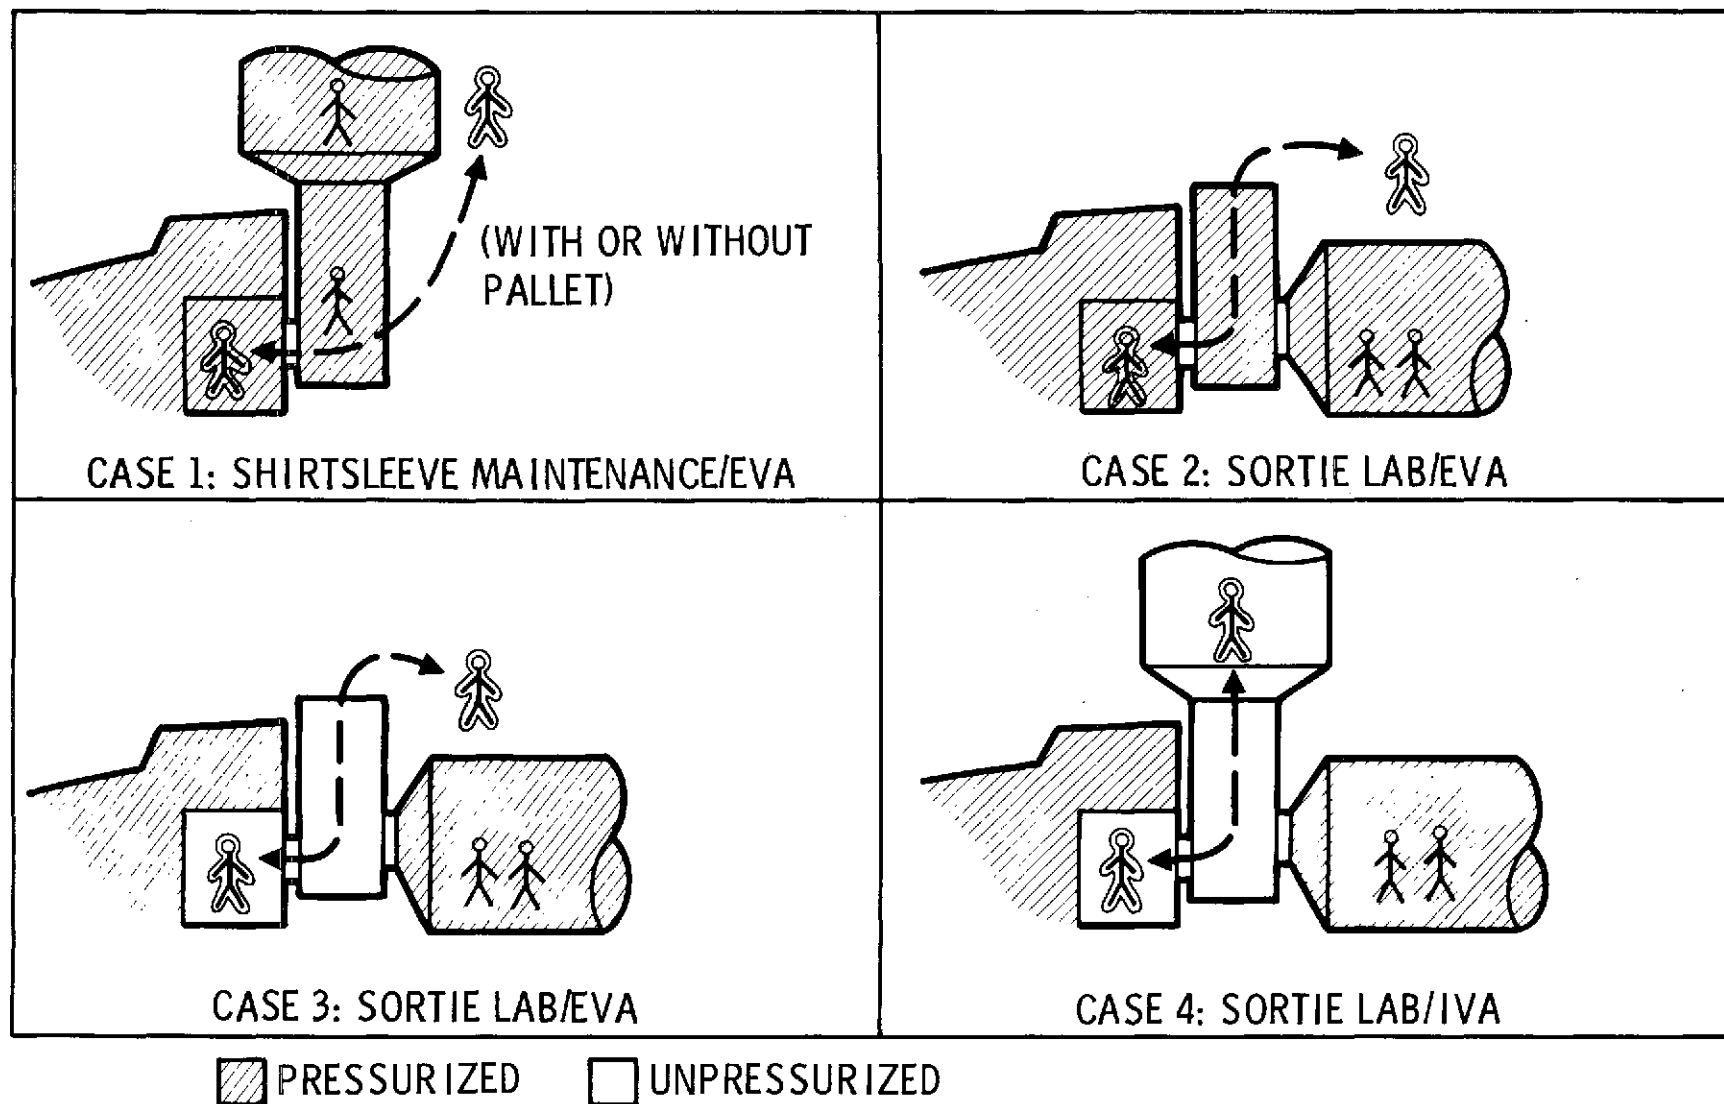 (WITH OR WITHOUT
PALLET)
CASE 1: SHIRTSLEEVE MAINTENANCE/EVA
CASE 2: SORTIE LAB/EVA
CASE 3: SORTIE LAB/EVA
CASE 4: SORTIE LAB/IVA
PRESSURIZED
UNPRESSURIZED